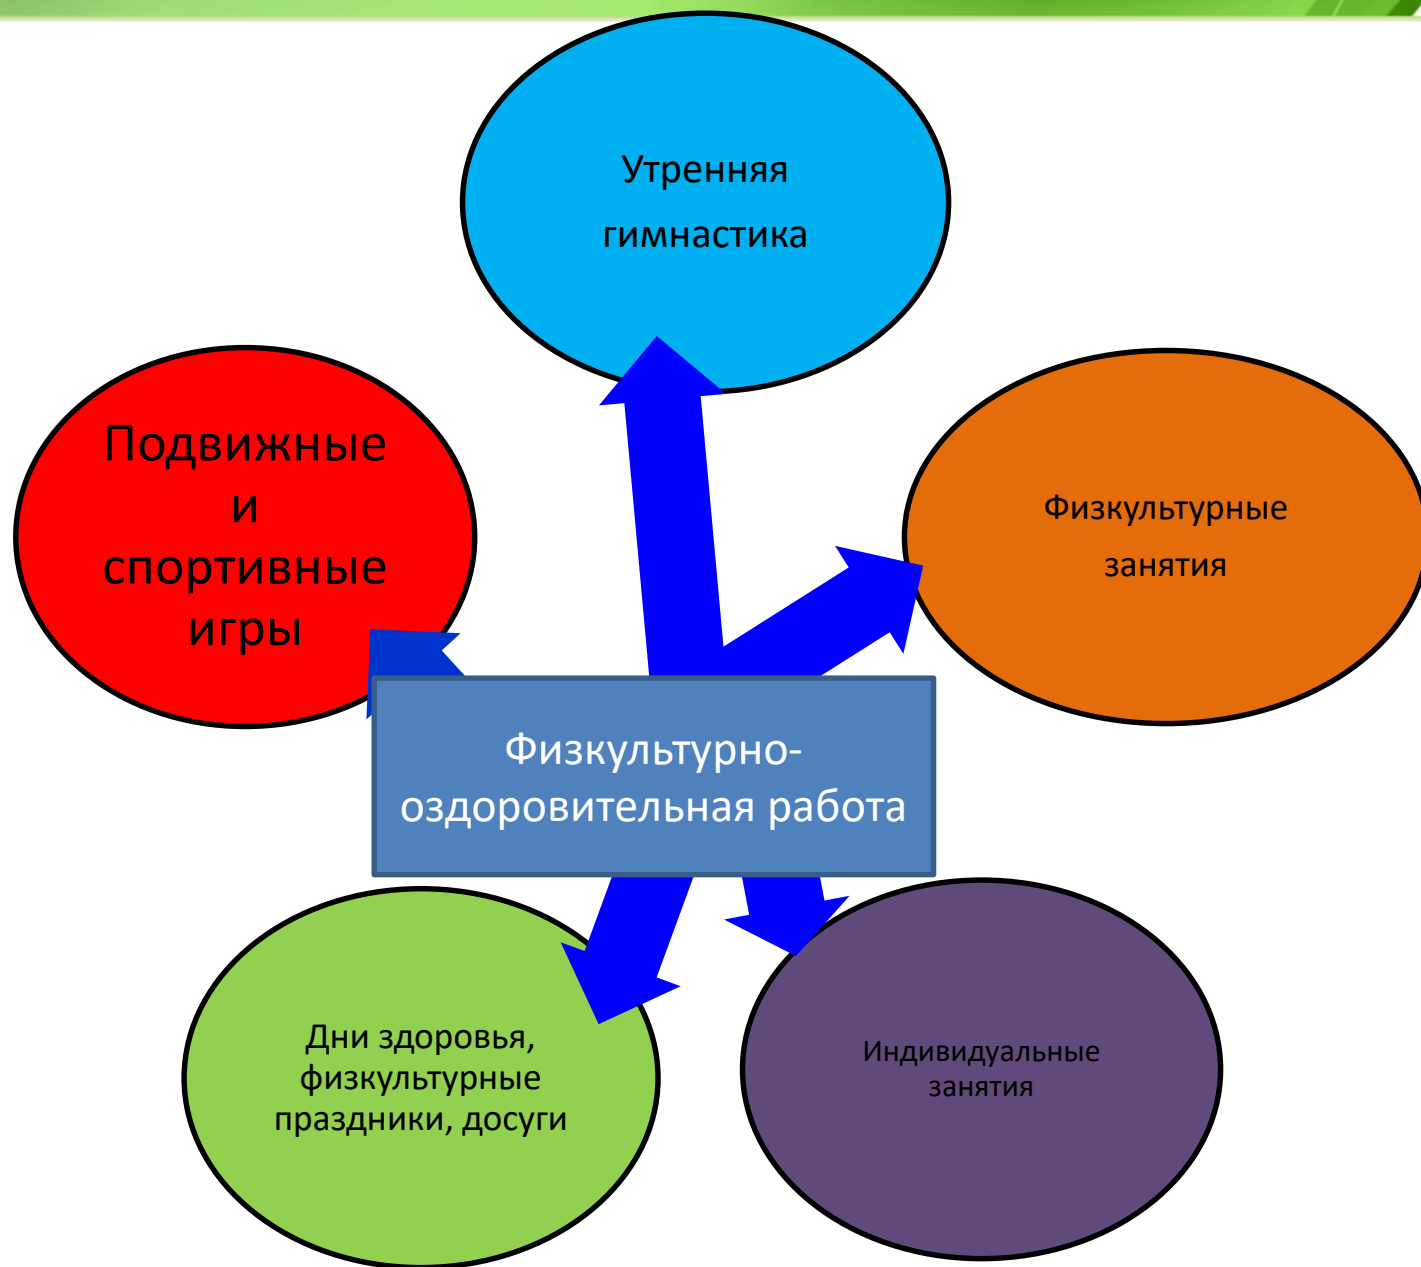 Утренняя
гимнастика
Подвижные
и
спортивные
игры
Физкультурные
занятия
Физкультурно-
оздоровительная работа
Дни здоровья,
физкультурные
праздники, досуги
Индивидуальные
занятия